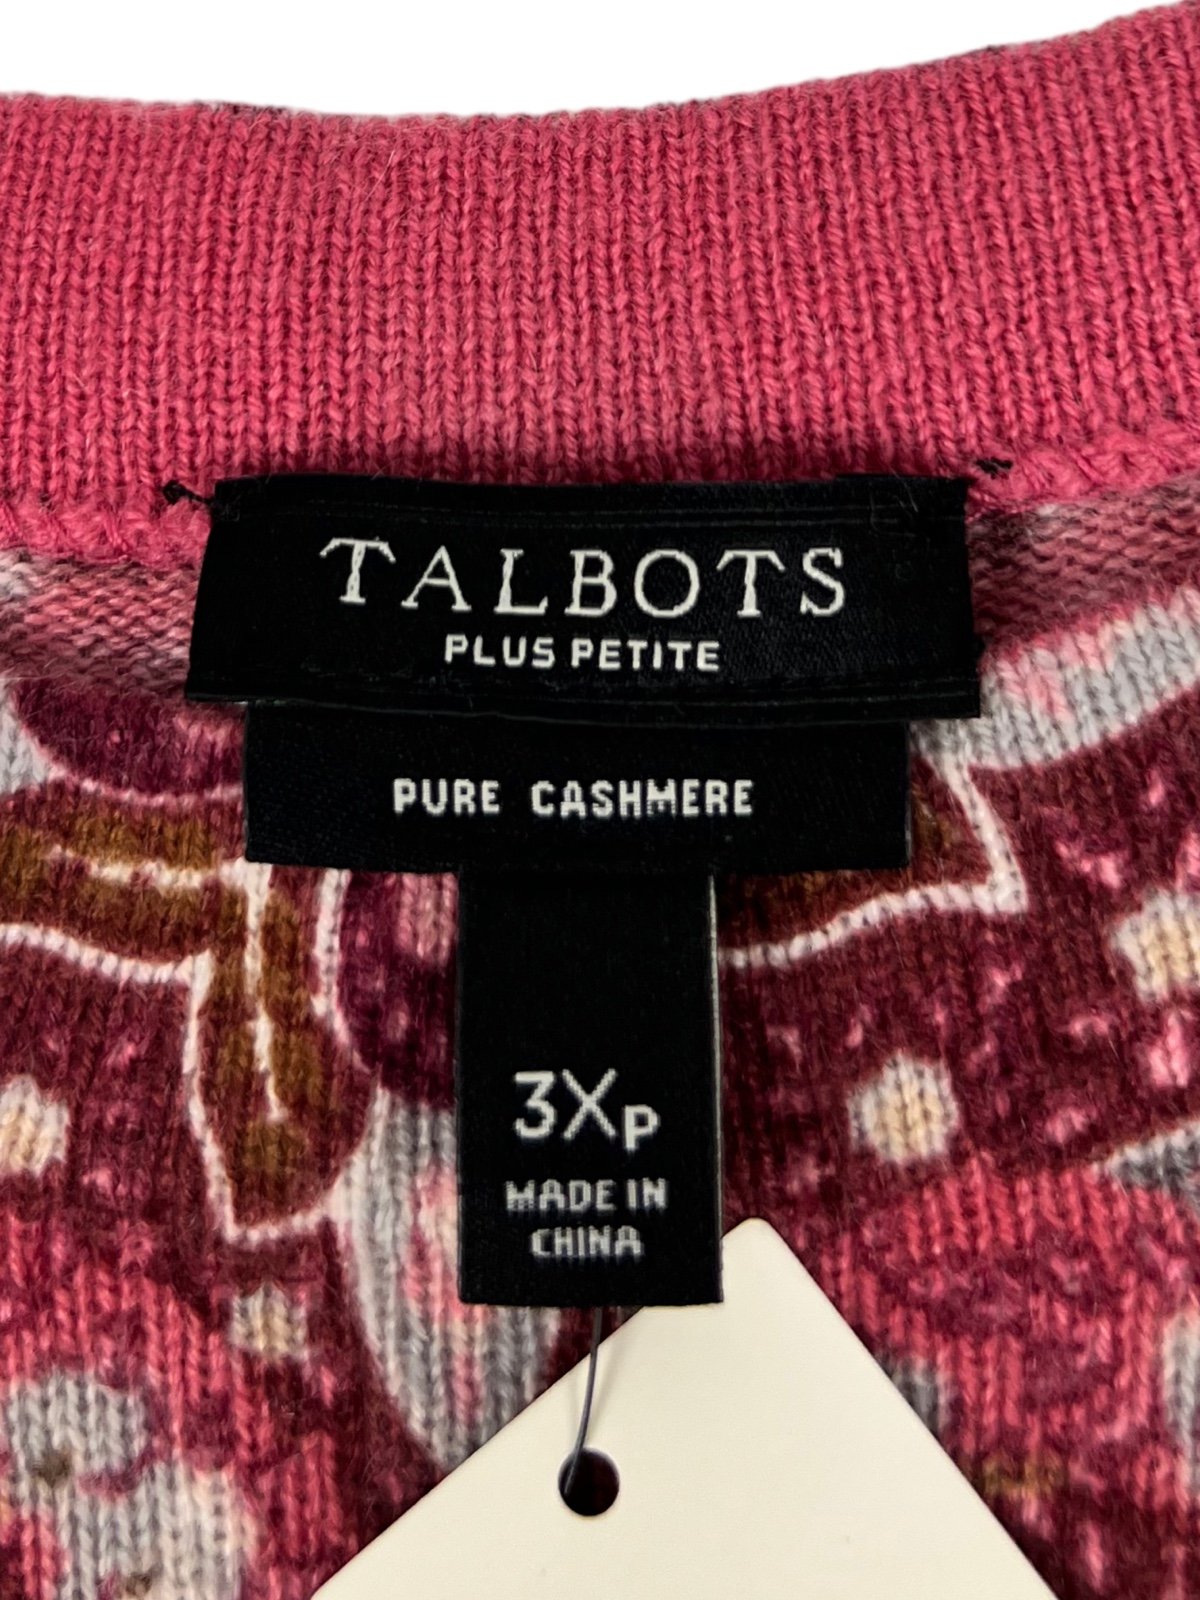 TALBOTS
PLUS PETITE
PURE CASHMERE
3XP
MADE IN
CHINA